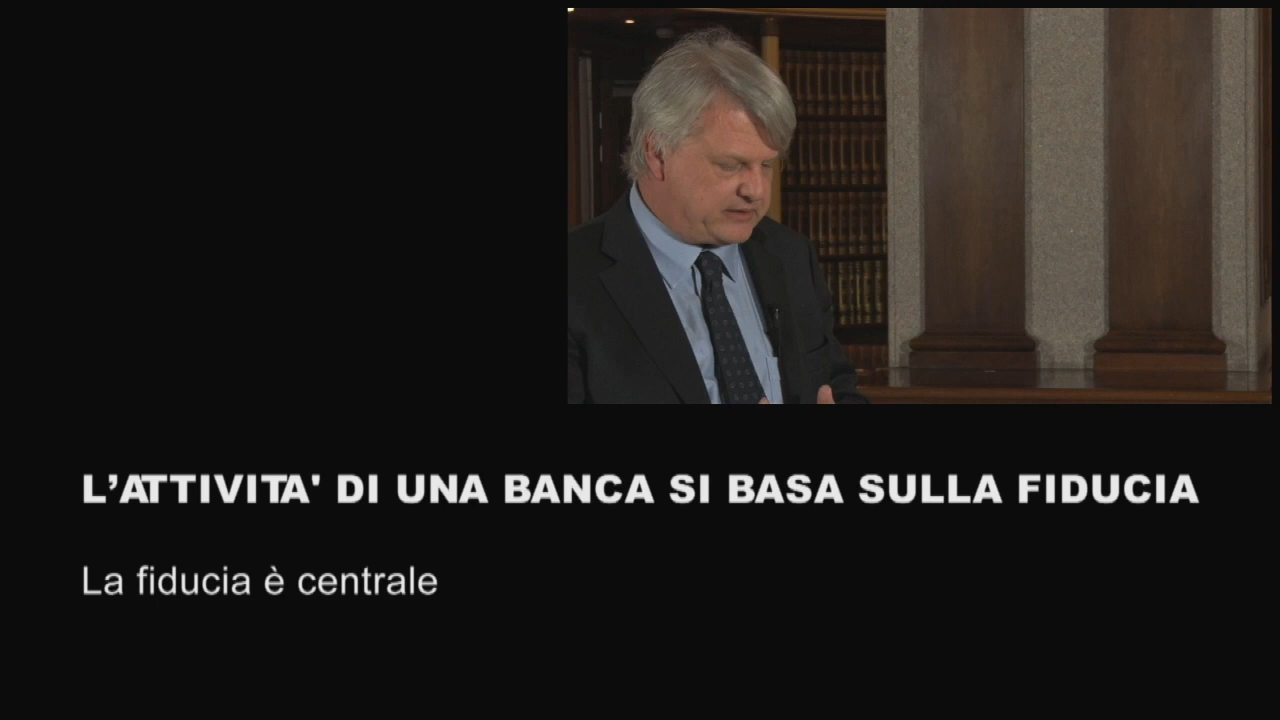 L’ATTIVITA' DI UNA BANCA SI BASA SULLA FIDUCIA
La fiducia è centrale